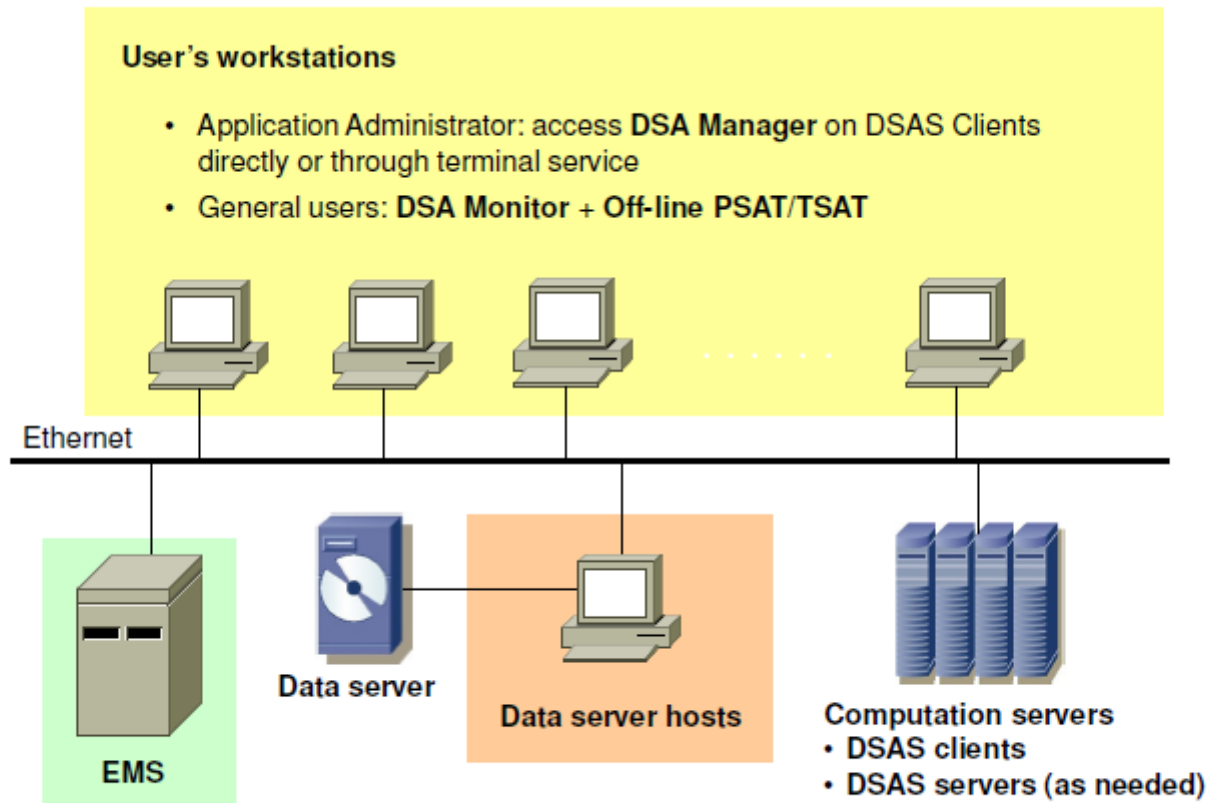 User's workstations
• Application Administrator: access DSA Manager on DSAS Clients
directly or through terminal service
• General users: DSA Monitor + Off-line PSAT/TSAT
. . . . . .
Ethernet
Data server
Data server hosts
EMS
Computation servers
• DSAS clients
• DSAS servers (as needed)